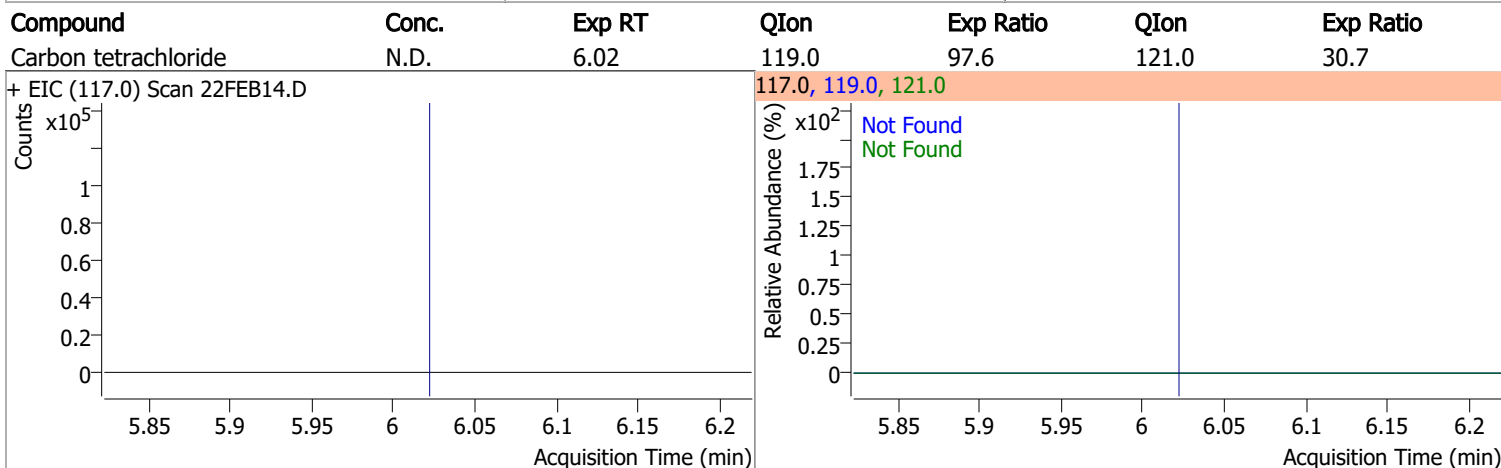 Compound Conc. Exp RT QIon Exp Ratio QIon Exp Ratio
Carbon tetrachloride N.D. 6.02 119.0 97.6 121.0 30.7
+ EIC (117.0) Scan 22FEB14.D
Counts
x10⁵
1
0.8
0.6
0.4
0.2
0
5.85 5.9 5.95 6 6.05 6.1 6.15 6.2
Acquisition Time (min)
117.0, 119.0, 121.0
Relative Abundance (%)
x10²
Not Found
Not Found
1.75
1.5
1.25
1
0.75
0.5
0.25
0
5.85 5.9 5.95 6 6.05 6.1 6.15 6.2
Acquisition Time (min)